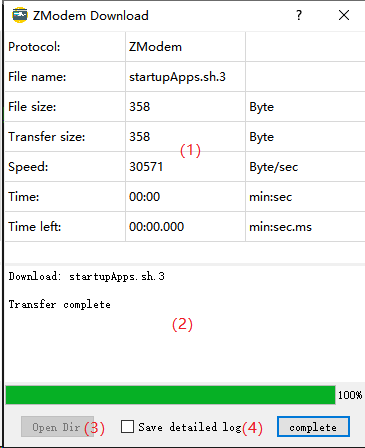 ZModem Download ?
Protocol: ZModem
File name: startupApps.sh.3
File size: 358 Byte
Transfer size: 358 Byte
(1)
Speed: 30571 Byte/sec
Time: 00:00 min:sec
Time left: 00:00.000 min:sec.ms
Download: startupApps.sh.3
Transfer complete
(2)
100%
Open Dir (3) Save detailed log (4) complete